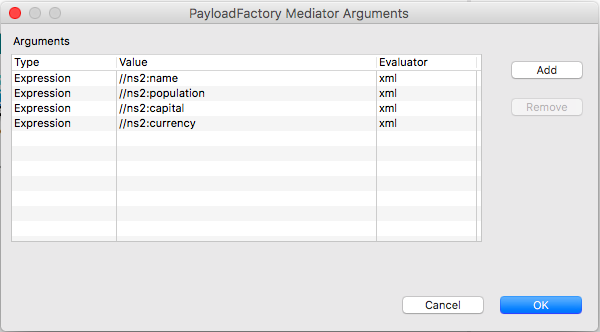 PayloadFactory Mediator Arguments
Arguments
Type Value Evaluator
Expression //ns2:name xml
Expression //ns2:population xml
Expression //ns2:capital xml
Expression //ns2:currency xml
Add
Remove
Cancel OK